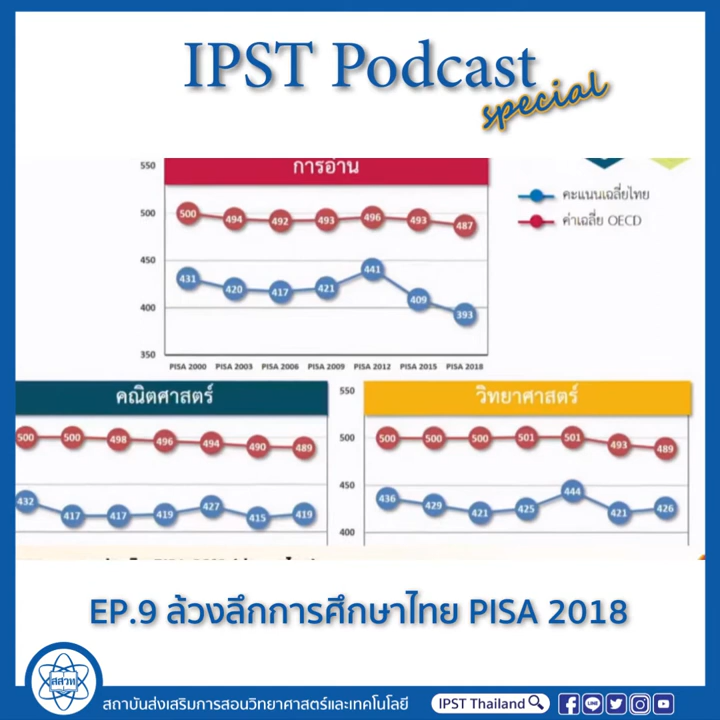 IPST Podcast
special
การอ่าน
550
500
450
400
350
500 494 492 493 496 493 487
431 420 417 421 441 409 393
PISA 2000 PISA 2003 PISA 2006 PISA 2009 PISA 2012 PISA 2015 PISA 2018
คะแนนเฉลี่ยไทย
ค่าเฉลี่ย OECD
คณิตศาสตร์
500 500 498 496 494 490 489
432 417 417 419 427 415 419
วิทยาศาสตร์
550
500
450
400
500 500 500 501 501 493 489
436 429 421 425 444 421 426
EP.9 ล้วงลึกการศึกษาไทย PISA 2018
สสวท
สถาบันส่งเสริมการสอนวิทยาศาสตร์และเทคโนโลยี
IPST Thailand
LINE